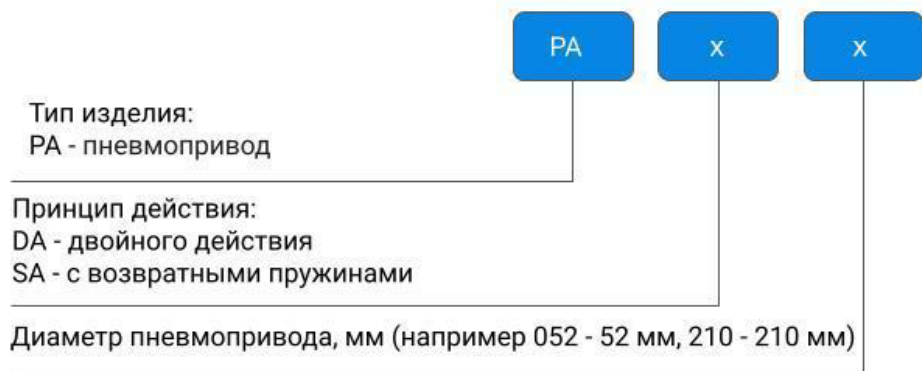 PA x x
Тип изделия:
PA - пневмопривод
Принцип действия:
DA - двойного действия
SA - с возвратными пружинами
Диаметр пневмопривода, мм (например 052 - 52 мм, 210 - 210 мм)